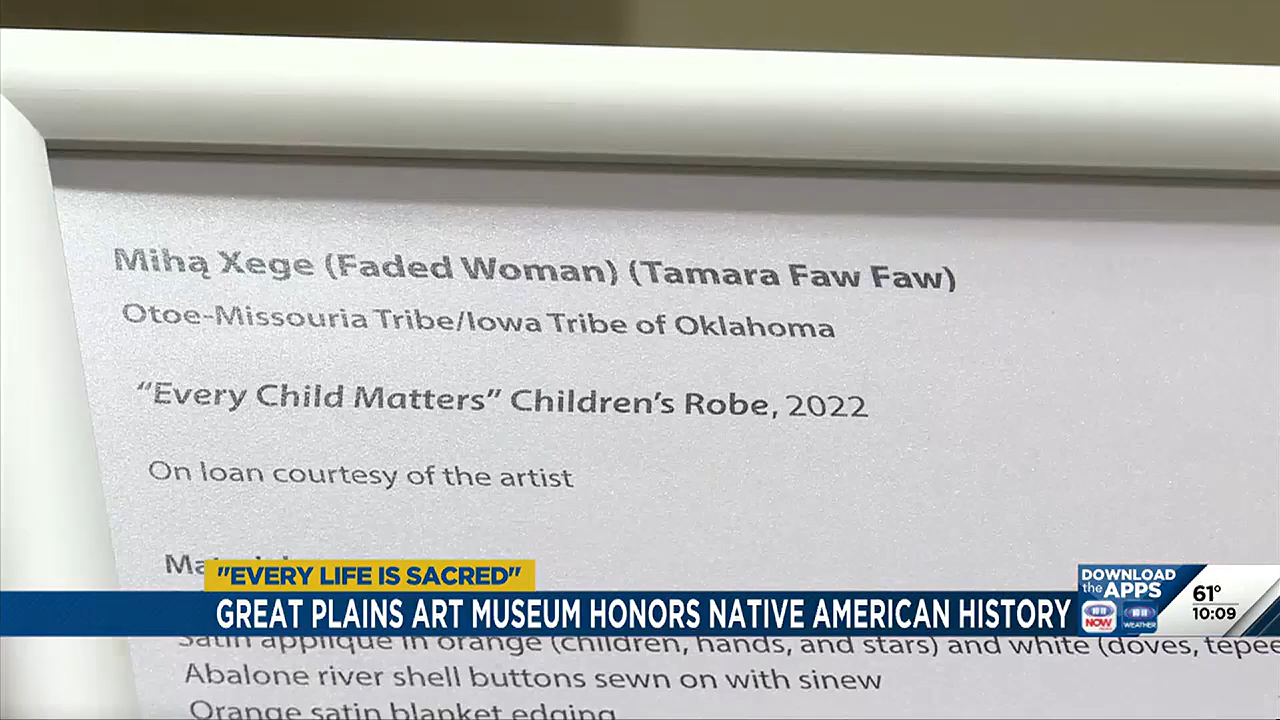 Mihą Xege (Faded Woman) (Tamara Faw Faw)
Otoe-Missouria Tribe/Iowa Tribe of Oklahoma
“Every Child Matters” Children’s Robe, 2022
On loan courtesy of the artist
"EVERY LIFE IS SACRED"
GREAT PLAINS ART MUSEUM HONORS NATIVE AMERICAN HISTORY
DOWNLOAD
the APPS
NOW
WEATHER
61°
10:09
Satin applique in orange (children, hands, and stars) and white (doves, tepee
Abalone river shell buttons sewn on with sinew
Orange satin blanket edging